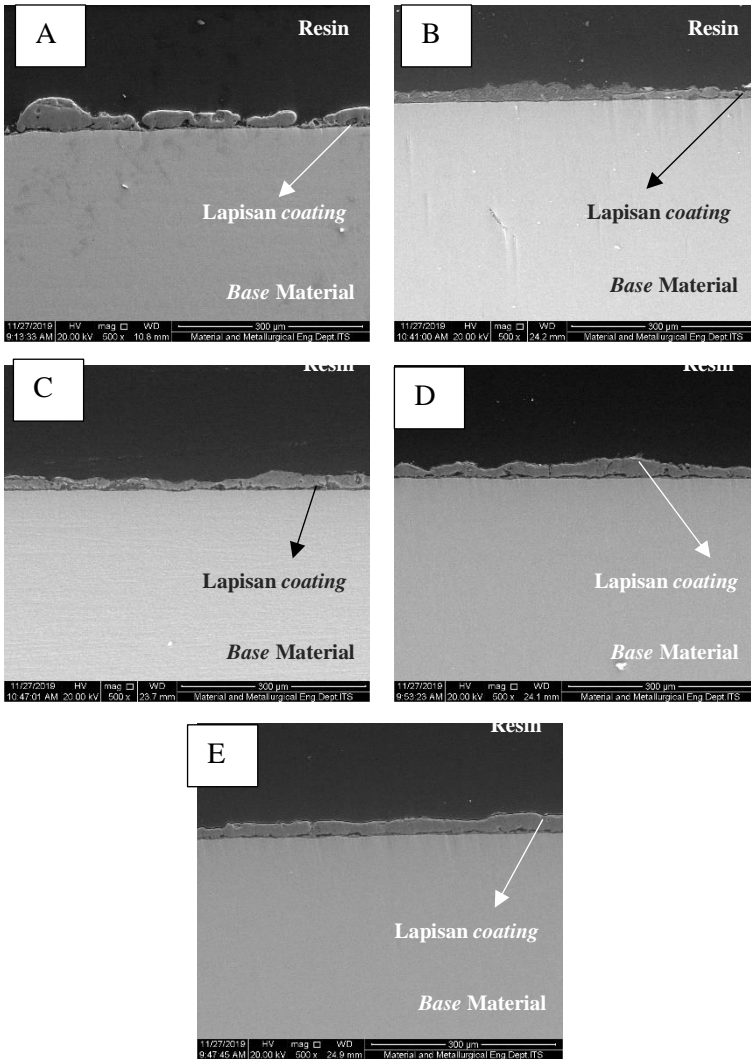 A
Resin
Lapisan coating
Base Material
11/27/2019 HV mag WD 300 µm
9:13:33 AM 20.00 kV 500 x 10.8 mm Material and Metallurgical Eng.Dept.ITS
B
Resin
Lapisan coating
Base Material
11/27/2019 HV mag WD 300 µm
10:41:00 AM 20.00 kV 500 x 24.2 mm Material and Metallurgical Eng.Dept.ITS
C
Resin
Lapisan coating
Base Material
11/27/2019 HV mag WD 300 µm
10:47:01 AM 20.00 kV 500 x 23.7 mm Material and Metallurgical Eng.Dept.ITS
D
Resin
Lapisan coating
Base Material
11/27/2019 HV mag WD 300 µm
9:53:23 AM 20.00 kV 500 x 24.1 mm Material and Metallurgical Eng.Dept.ITS
E
Resin
Lapisan coating
Base Material
11/27/2019 HV mag WD 300 µm
9:47:45 AM 20.00 kV 500 x 24.9 mm Material and Metallurgical Eng.Dept.ITS